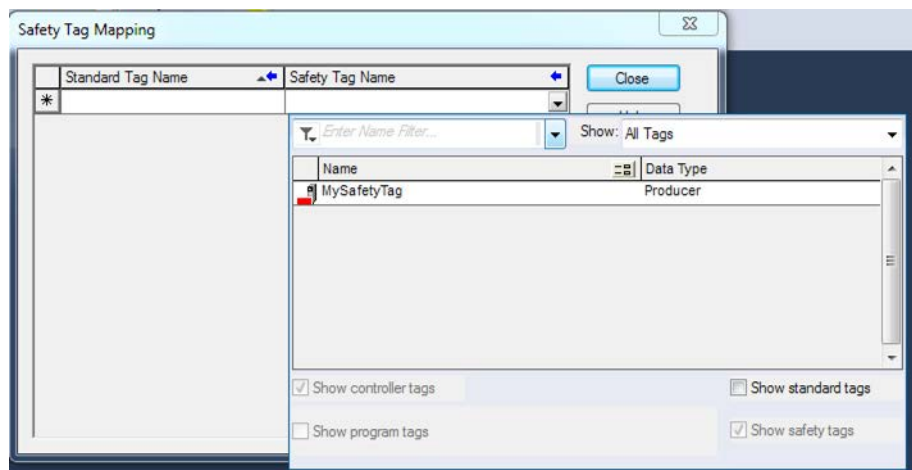 Safety Tag Mapping
Standard Tag Name Safety Tag Name Close
Enter Name Filter... Show: All Tags
Name Data Type
MySafetyTag Producer
Show controller tags Show standard tags
Show program tags Show safety tags